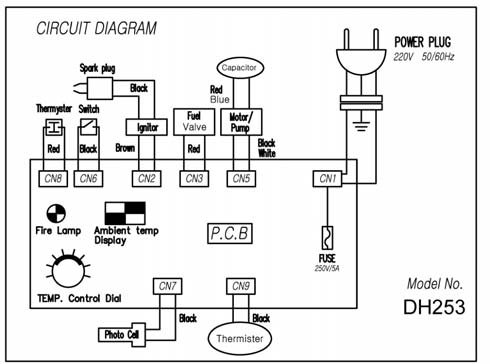 CIRCUIT DIAGRAM
POWER PLUG
220V 50/60Hz
Spark plug
Capacitor
Black
Red
Blue
Thermyster
Switch
Ignitor
Fuel
Valve
Motor/
Pump
Red
Black
Brown
Red
Black
White
CN8
CN6
CN2
CN3
CN5
CN1
Fire Lamp
Ambient temp
Display
P.C.B
FUSE
250V/5A
TEMP. Control Dial
CN7
CN9
Model No.
DH253
Black
Black
Photo Cell
Thermister